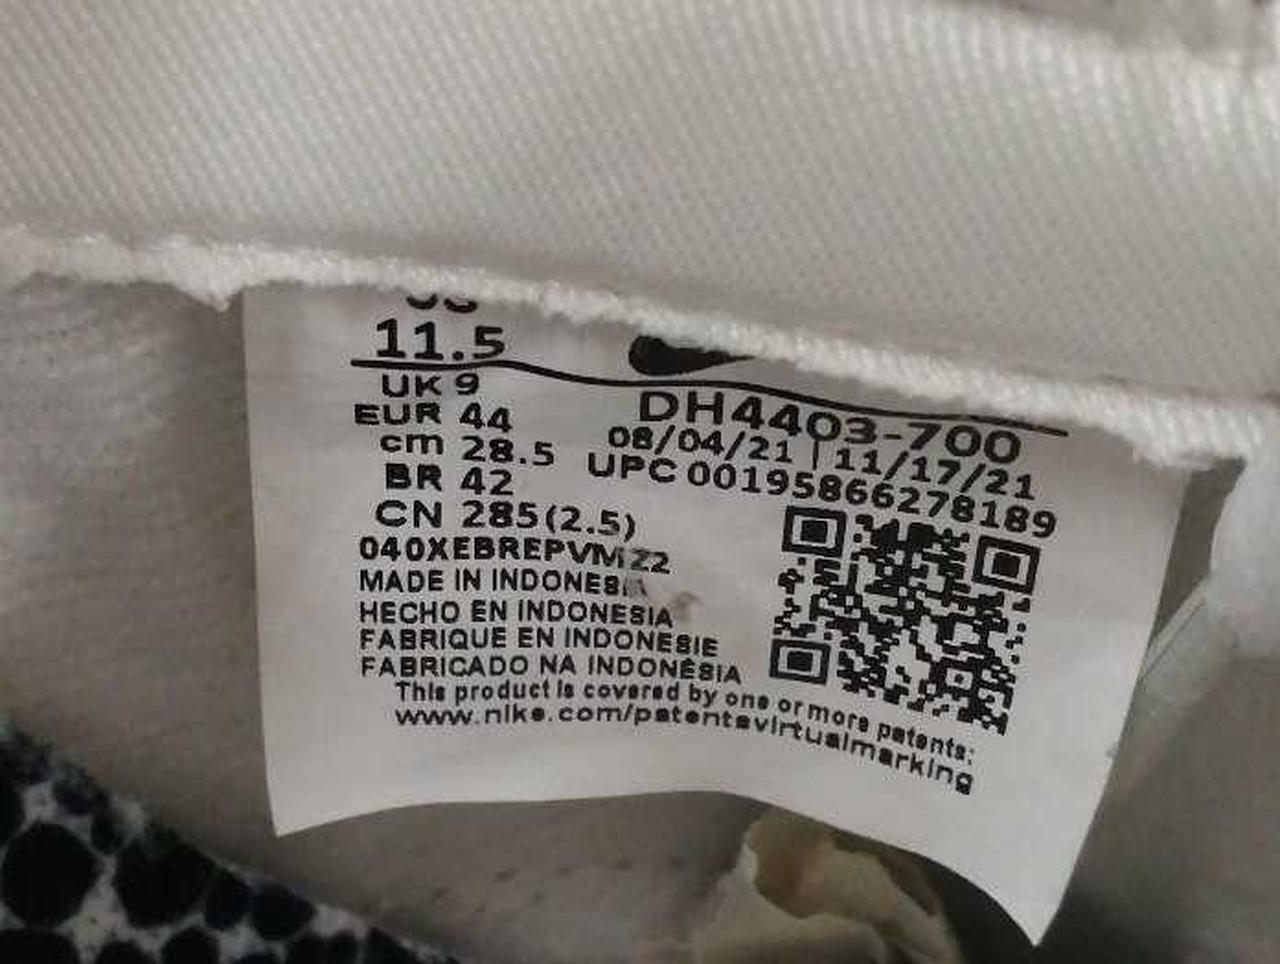 US
11.5
UK 9
EUR 44
cm 28.5
BR 42
CN 285(2.5)
DH4403-700
08/04/21 | 11/17/21
UPC 00195866278189
040XEBREPVMZ2
MADE IN INDONESIA
HECHO EN INDONESIA
FABRIQUE EN INDONESIE
FABRICADO NA INDONÉSIA
This product is covered by one or more patents:
www.nike.com/patentsvirtualmarking